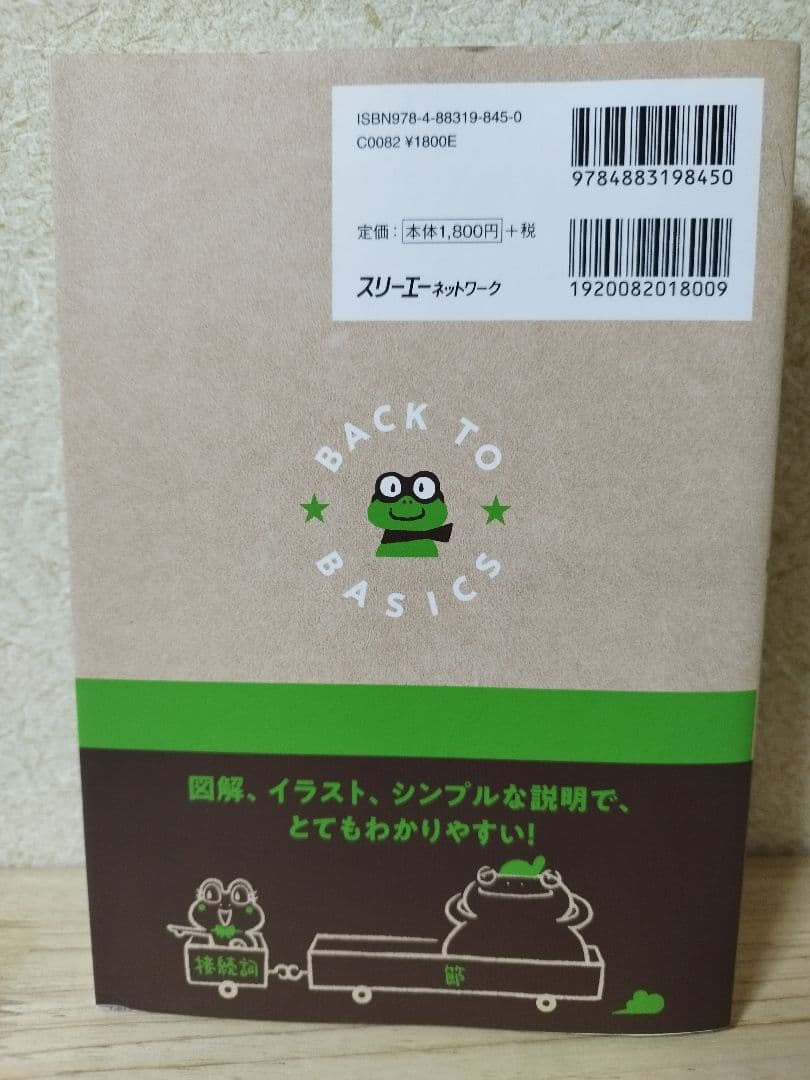 ISBN978-4-88319-845-0
C0082 ¥1800E
9784883198450
定価：本体1,800円＋税
スリーエーネットワーク
1920082018009
BACK TO
BASICS
図解、イラスト、シンプルな説明で、
とてもわかりやすい！
接続詞
節